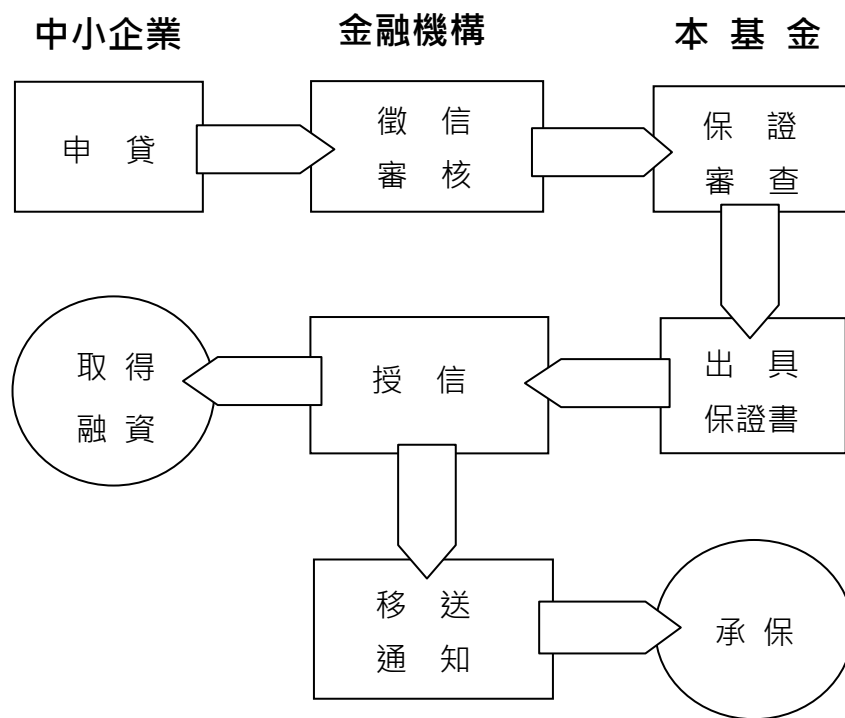 中小企業
金融機構
本 基 金
申 貸
徵 信
審 核
保 證
審 查
取 得
融 資
授 信
出 具
保證書
移 送
通 知
承 保